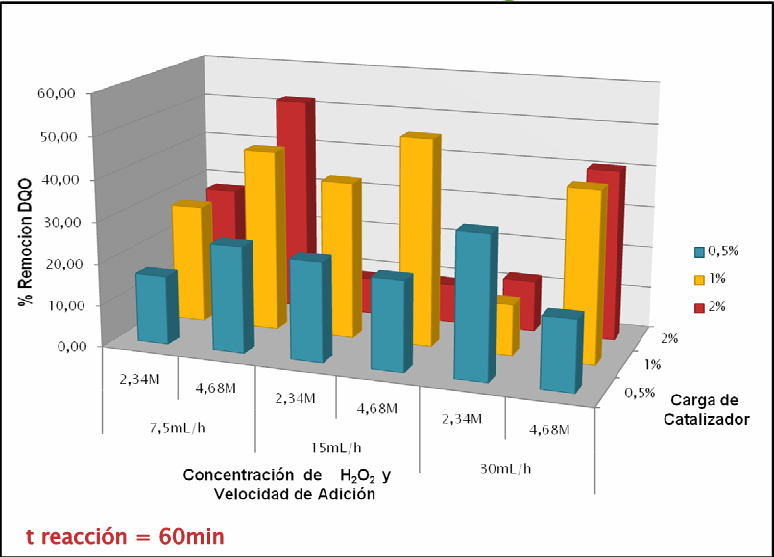 60,00
50,00
40,00
30,00
20,00
10,00
0,00
% Remocion DQO
2,34M 4,68M 2,34M 4,68M 2,34M 4,68M
7,5mL/h 15mL/h 30mL/h
Concentración de H₂O₂ y
Velocidad de Adición
0,5%
1%
2%
2%
1%
0,5%
Carga de
Catalizador
t reacción = 60min